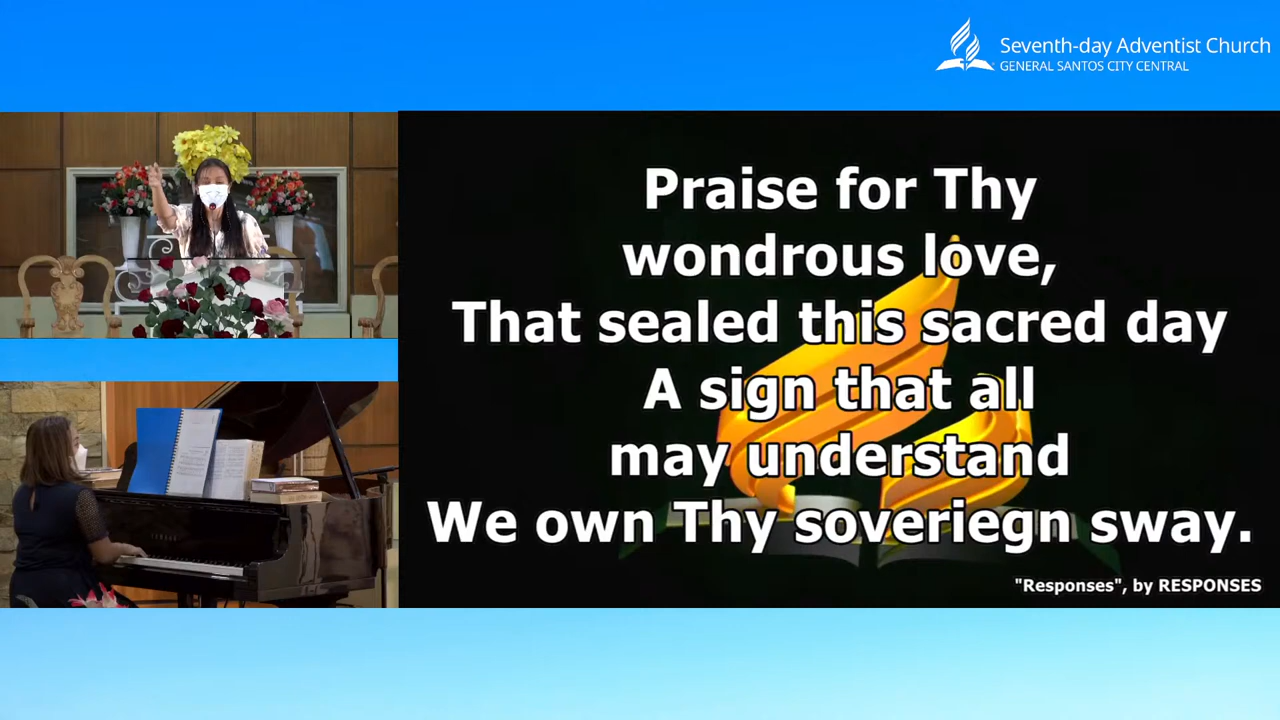 Seventh-day Adventist Church
GENERAL SANTOS CITY CENTRAL
Praise for Thy
wondrous love,
That sealed this sacred day
A sign that all
may understand
We own Thy soveriegn sway.
"Responses", by RESPONSES